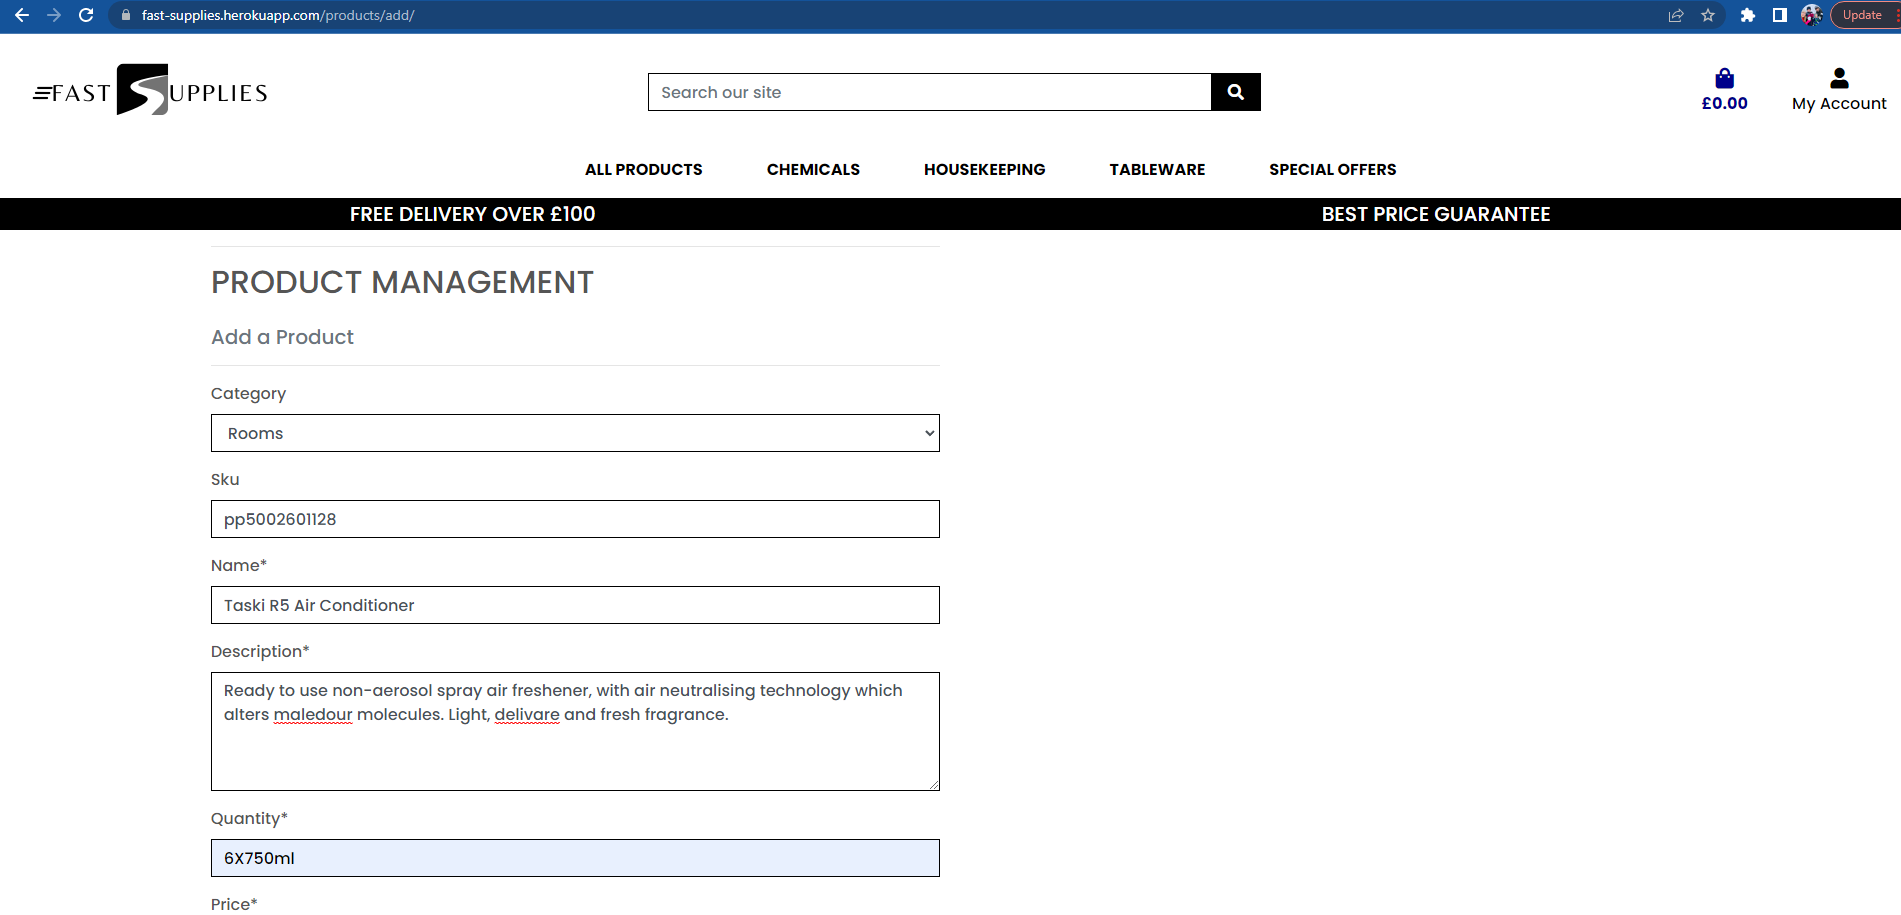 fast-supplies.herokuapp.com/products/add/
Update
FAST SUPPLIES
Search our site
£0.00
My Account
ALL PRODUCTS CHEMICALS HOUSEKEEPING TABLEWARE SPECIAL OFFERS
FREE DELIVERY OVER £100 BEST PRICE GUARANTEE
PRODUCT MANAGEMENT
Add a Product
Category
Rooms
Sku
pp5002601128
Name*
Taski R5 Air Conditioner
Description*
Ready to use non-aerosol spray air freshener, with air neutralising technology which
alters maledour molecules. Light, delivare and fresh fragrance.
Quantity*
6X750ml
Price*